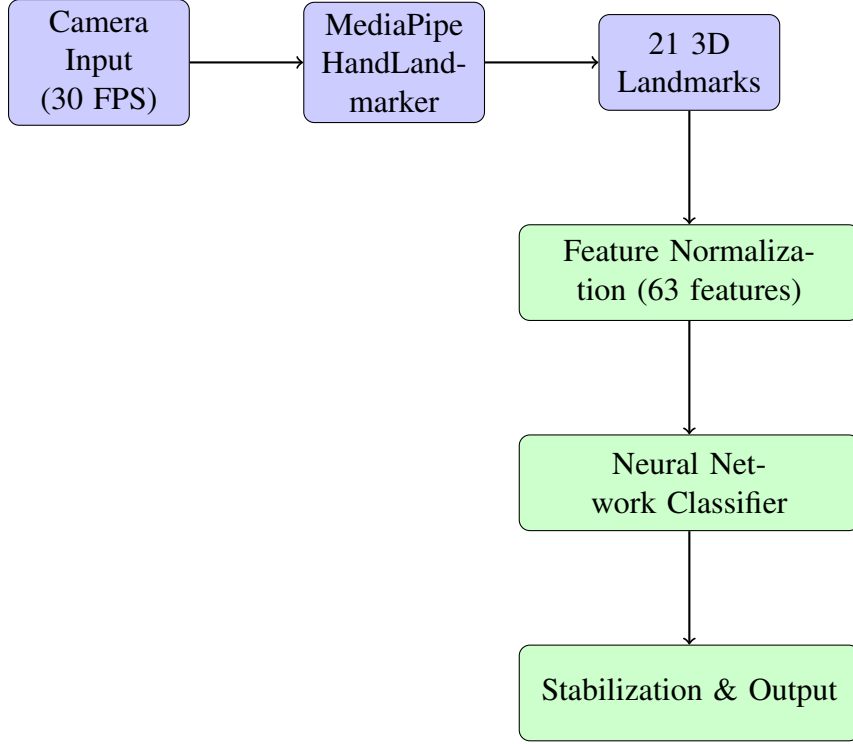 Camera
Input
(30 FPS)
MediaPipe
HandLand-
marker
21 3D
Landmarks
Feature Normaliza-
tion (63 features)
Neural Net-
work Classifier
Stabilization & Output